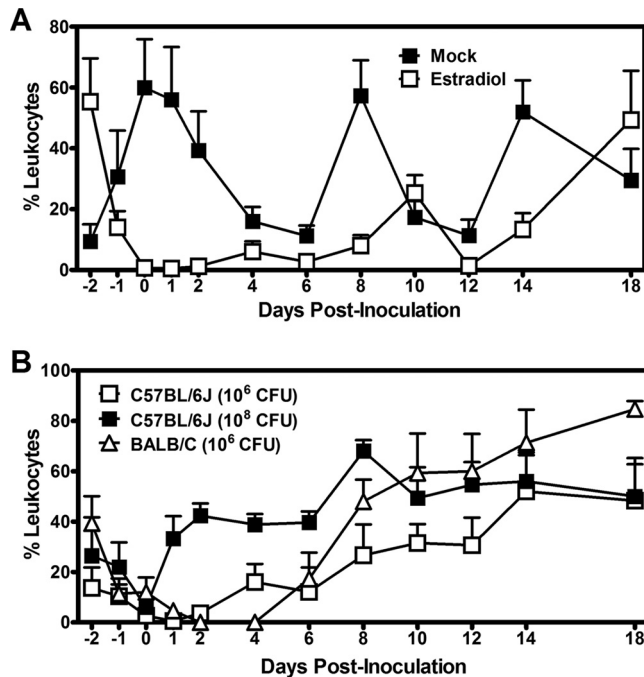 A
% Leukocytes
80
60
40
20
0
Mock
Estradiol
-2 -1 0 1 2 4 6 8 10 12 14 18
Days Post-Inoculation
B
% Leukocytes
100
80
60
40
20
0
C57BL/6J (10⁶ CFU)
C57BL/6J (10⁸ CFU)
BALB/C (10⁶ CFU)
-2 -1 0 1 2 4 6 8 10 12 14 18
Days Post-Inoculation